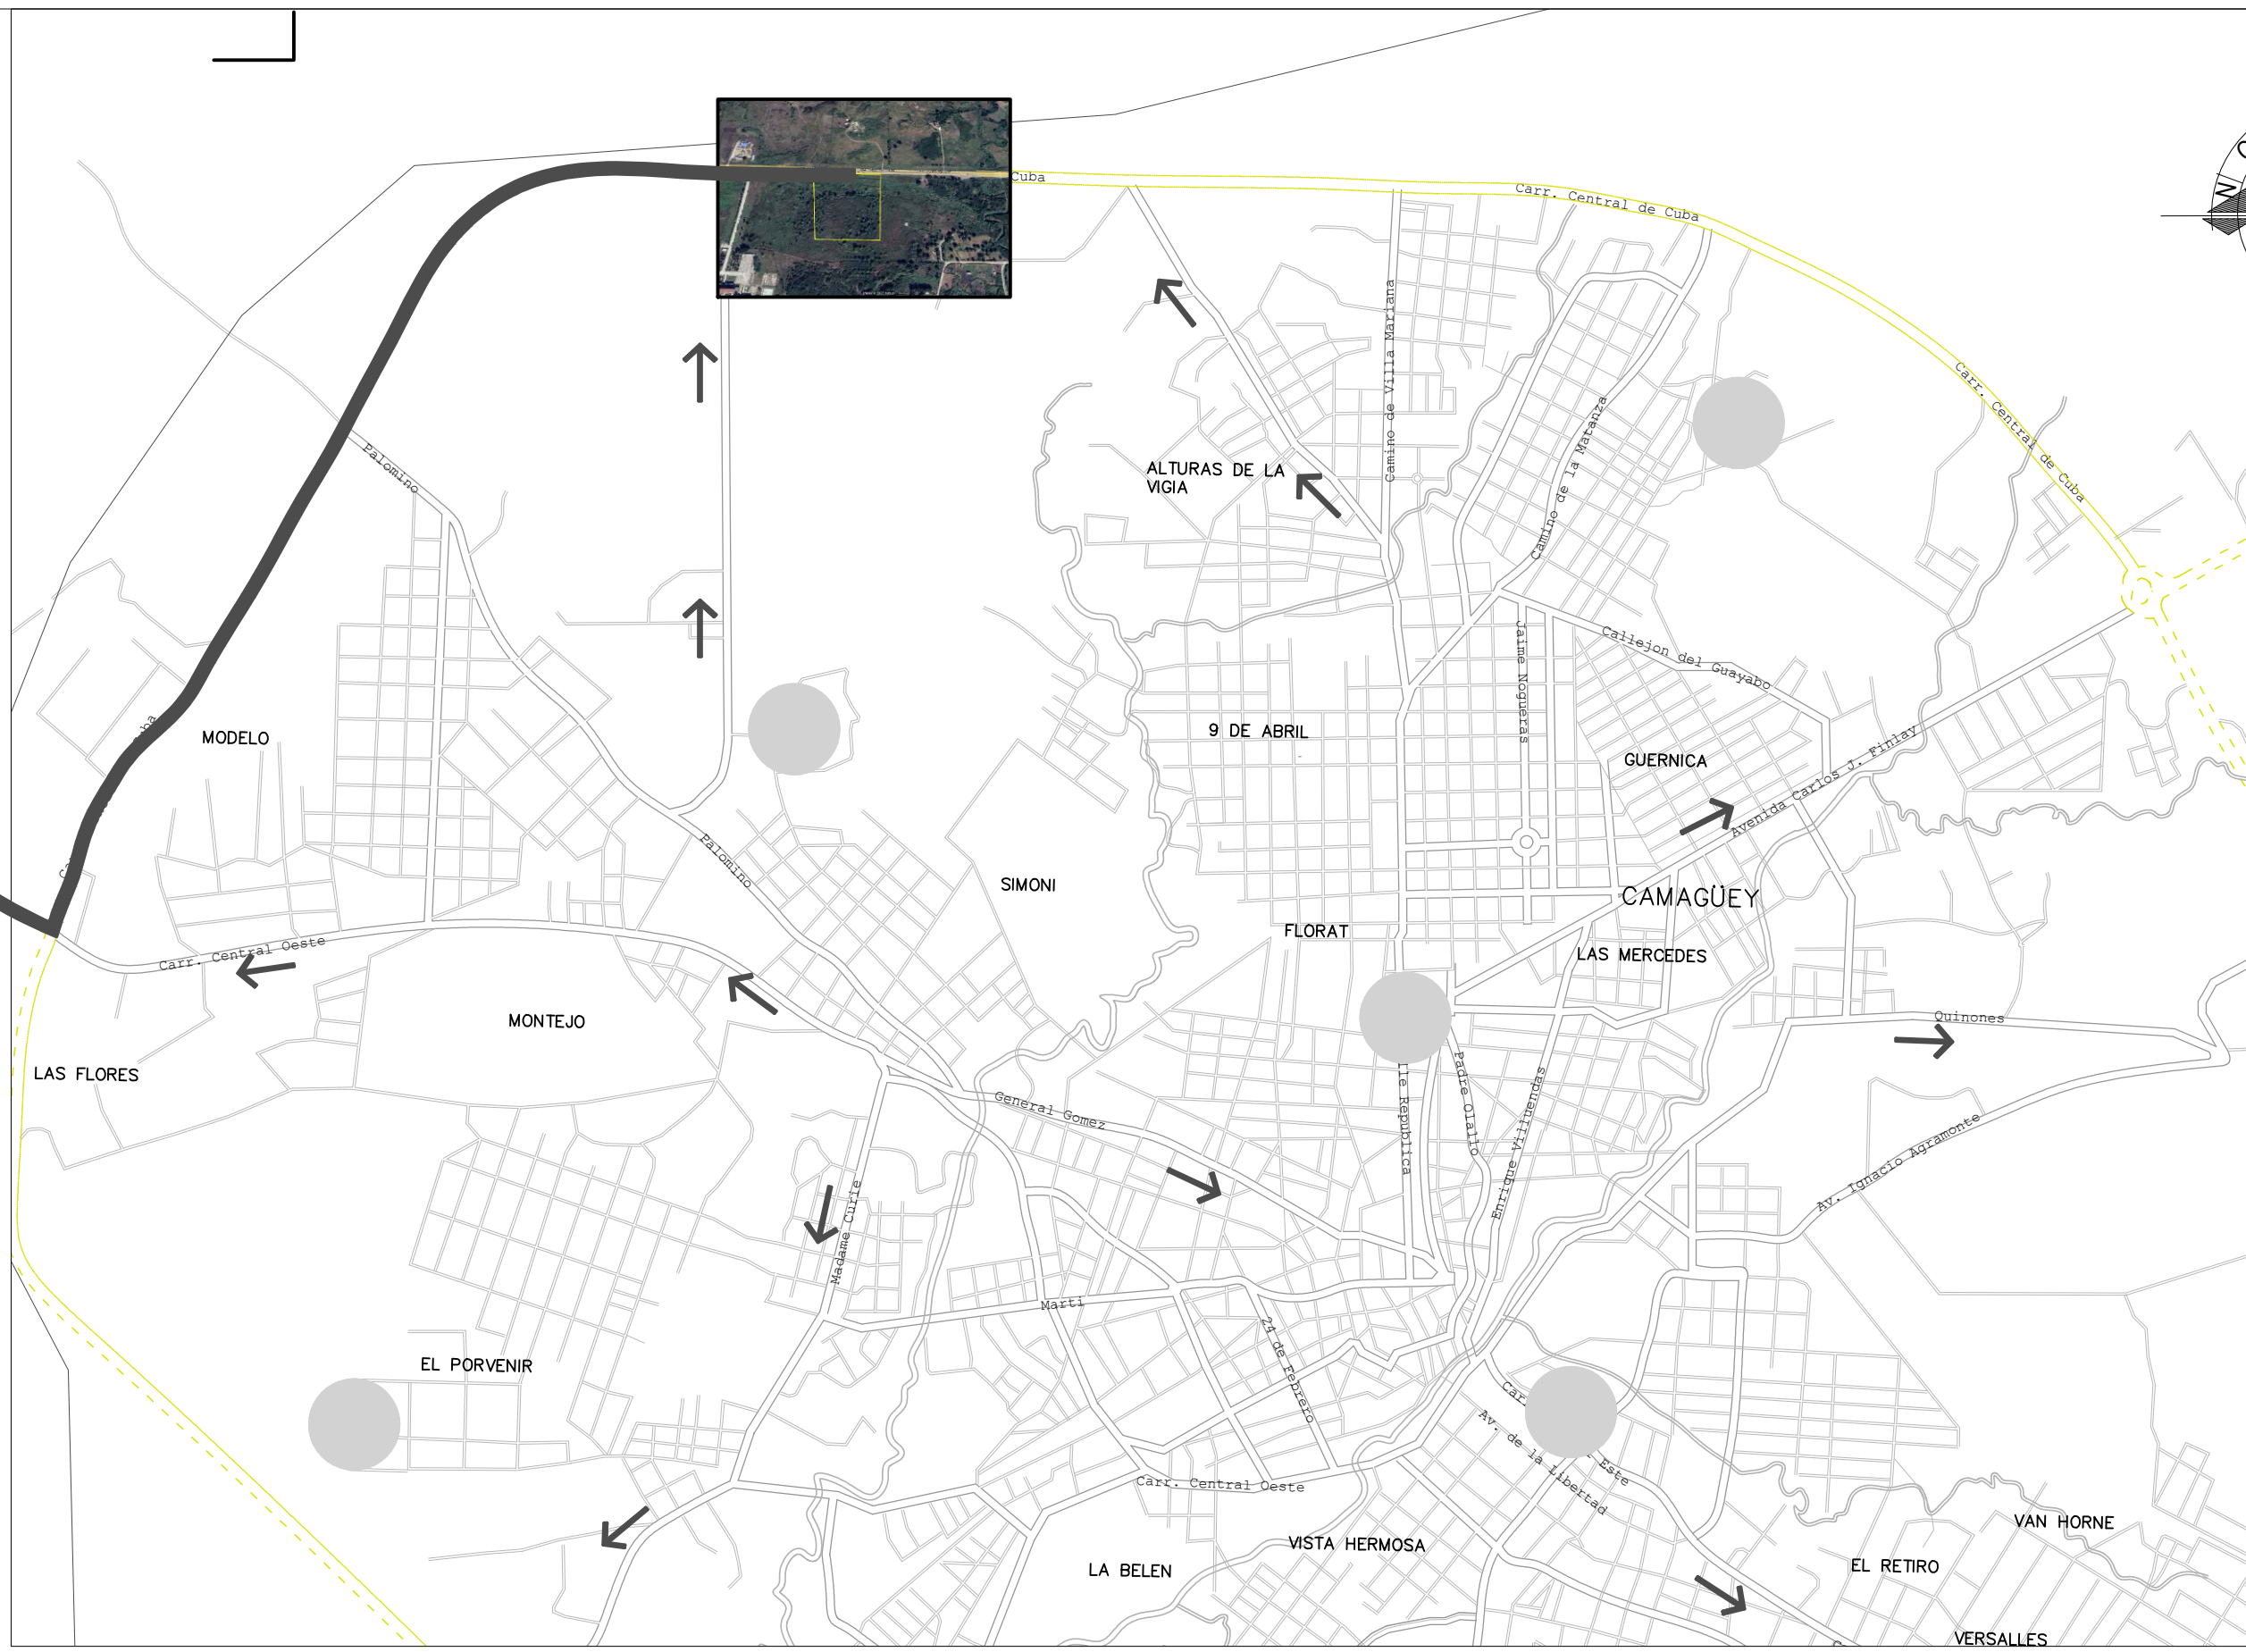 Cuba
Carr. Central de Cuba
N
Carr. Central de Cuba
Camino de Villa Mariana
Camino de la Matanza
Palomino
ALTURAS DE LA
VIGIA
Jaime Nogueras
Callejon del Guayabo
MODELO
9 DE ABRIL
GUERNICA
Avenida Carlos J. Finlay
Palomino
SIMONI
CAMAGÜEY
FLORAT
LAS MERCEDES
Carr. Central Oeste
MONTEJO
Quinones
LAS FLORES
General Gomez
Republica
Padre Olallo
Enrique Villuendas
Av. Ignacio Agramonte
Madame Curie
Marti
24 de Febrero
EL PORVENIR
Este
Av. de la Libertad
Carr. Central Oeste
VISTA HERMOSA
VAN HORNE
LA BELEN
EL RETIRO
VERSALLES